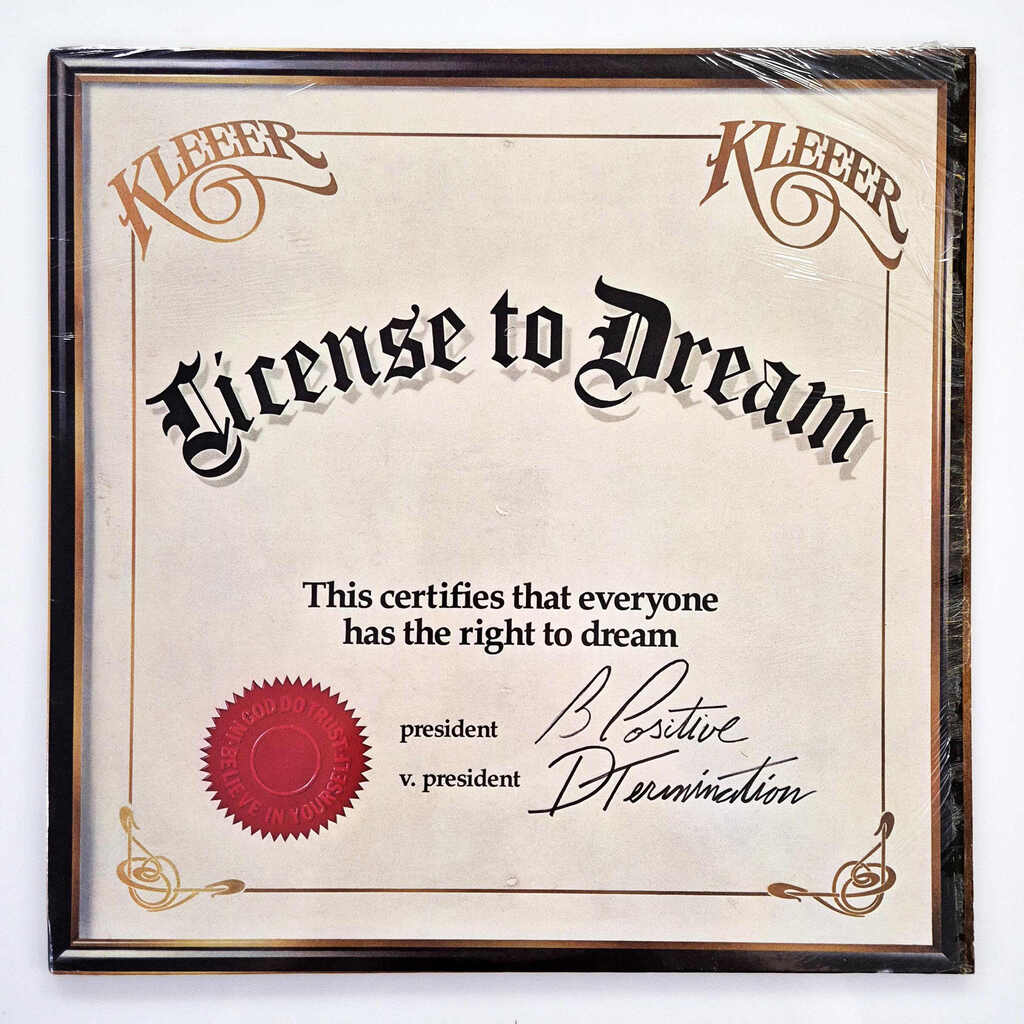 KLEEER KLEEER
License to Dream
This certifies that everyone
has the right to dream
president B Positive
v. president DTermination
IN GOD DO TRUST · BELIEVE IN YOURSELF ·